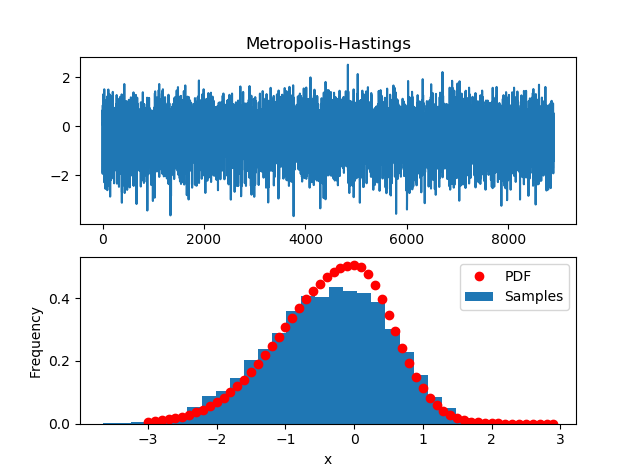 Metropolis-Hastings
2
0
−2
0 2000 4000 6000 8000
PDF
Samples
0.4
0.2
0.0
Frequency
−3 −2 −1 0 1 2 3
x